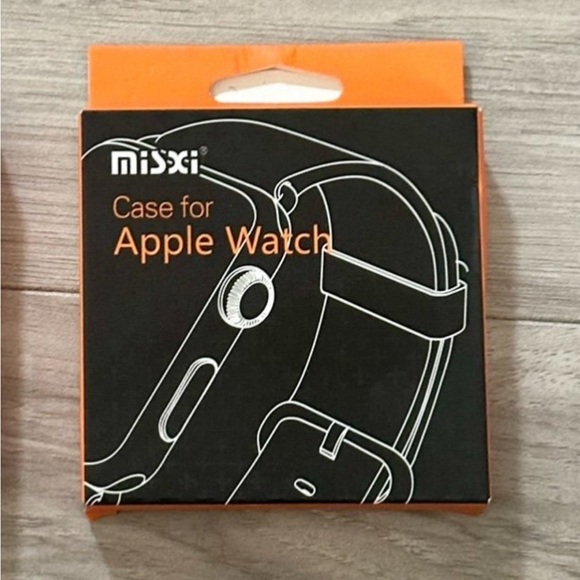 misxi®
Case for
Apple Watch